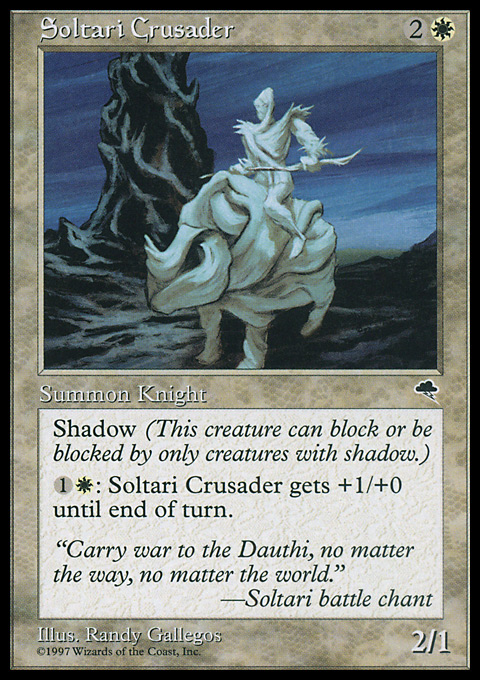 Soltari Crusader 2
Summon Knight
Shadow (This creature can block or be
blocked by only creatures with shadow.)
1 : Soltari Crusader gets +1/+0
until end of turn.
“Carry war to the Dauthi, no matter
the way, no matter the world.”
—Soltari battle chant
Illus. Randy Gallegos
©1997 Wizards of the Coast, Inc.
2/1